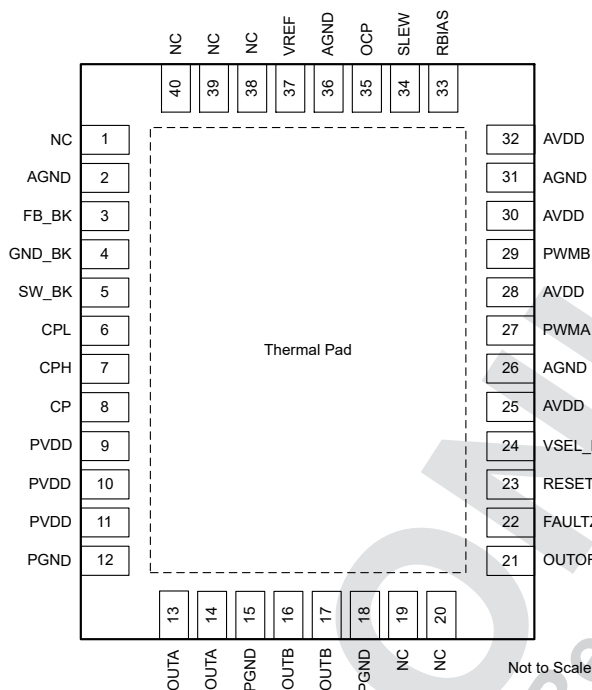 NC NC NC VREF AGND OCP SLEW RBIAS
40 39 38 37 36 35 34 33
NC 1 32 AVDD
AGND 2 31 AGND
FB_BK 3 30 AVDD
GND_BK 4 29 PWMB
SW_BK 5 28 AVDD
CPL 6 27 PWMA
Thermal Pad
CPH 7 26 AGND
CP 8 25 AVDD
PVDD 9 24
PVDD 10 23 RESET
PVDD 11 22 FAULTZ
PGND 12 21
13 14 15 16 17 18 19 20
OUTA OUTA PGND OUTB OUTB PGND NC NC
Not to Scale